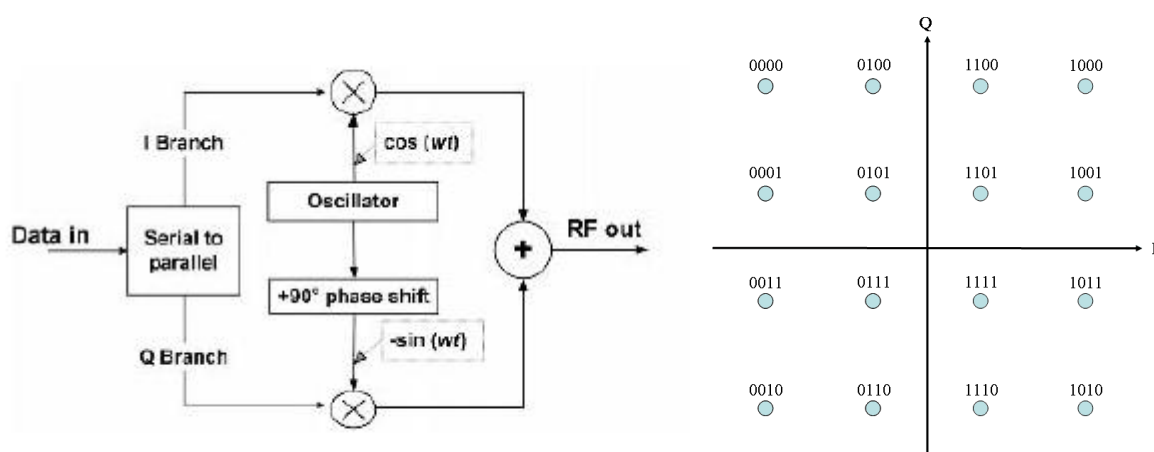 I Branch
cos (wt)
Oscillator
Data in
Serial to
parallel
+
RF out
+90° phase shift
Q Branch
-sin (wt)
Q
0000 0100 1100 1000
0001 0101 1101 1001
I
0011 0111 1111 1011
0010 0110 1110 1010